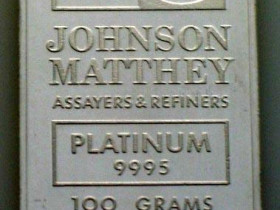 JOHNSON
MATTHEY
ASSAYERS & REFINERS
PLATINUM
9995
100 GRAMS